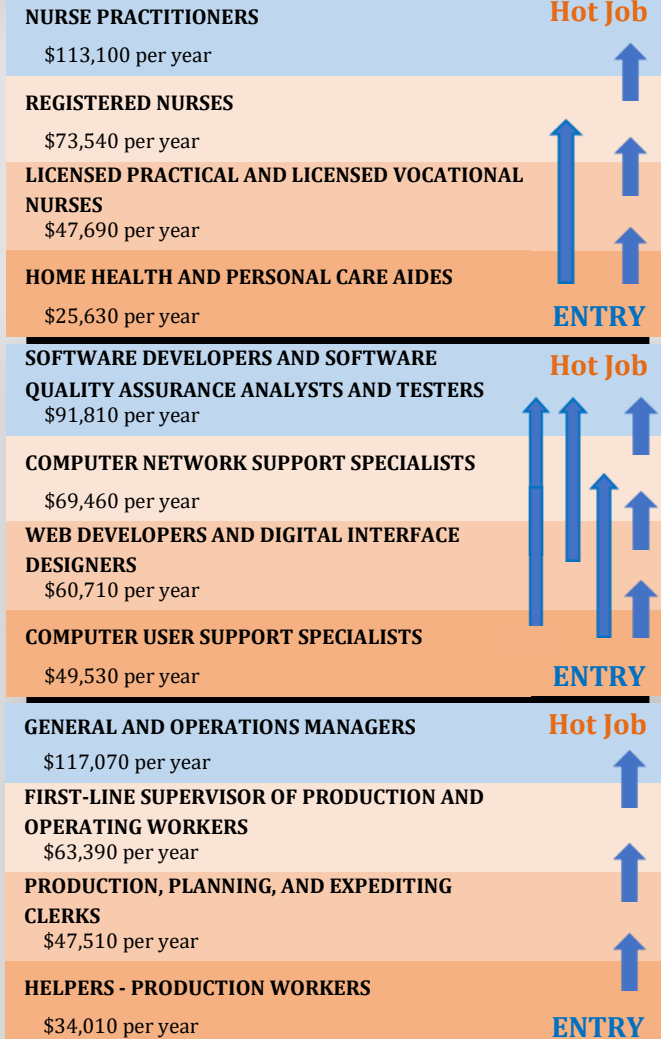 NURSE PRACTITIONERS
Hot Job
$113,100 per year
REGISTERED NURSES
$73,540 per year
LICENSED PRACTICAL AND LICENSED VOCATIONAL
NURSES
$47,690 per year
HOME HEALTH AND PERSONAL CARE AIDES
$25,630 per year
ENTRY
SOFTWARE DEVELOPERS AND SOFTWARE
Hot Job
QUALITY ASSURANCE ANALYSTS AND TESTERS
$91,810 per year
COMPUTER NETWORK SUPPORT SPECIALISTS
$69,460 per year
WEB DEVELOPERS AND DIGITAL INTERFACE
DESIGNERS
$60,710 per year
COMPUTER USER SUPPORT SPECIALISTS
$49,530 per year
ENTRY
GENERAL AND OPERATIONS MANAGERS
Hot Job
$117,070 per year
FIRST-LINE SUPERVISOR OF PRODUCTION AND
OPERATING WORKERS
$63,390 per year
PRODUCTION, PLANNING, AND EXPEDITING
CLERKS
$47,510 per year
HELPERS - PRODUCTION WORKERS
$34,010 per year
ENTRY